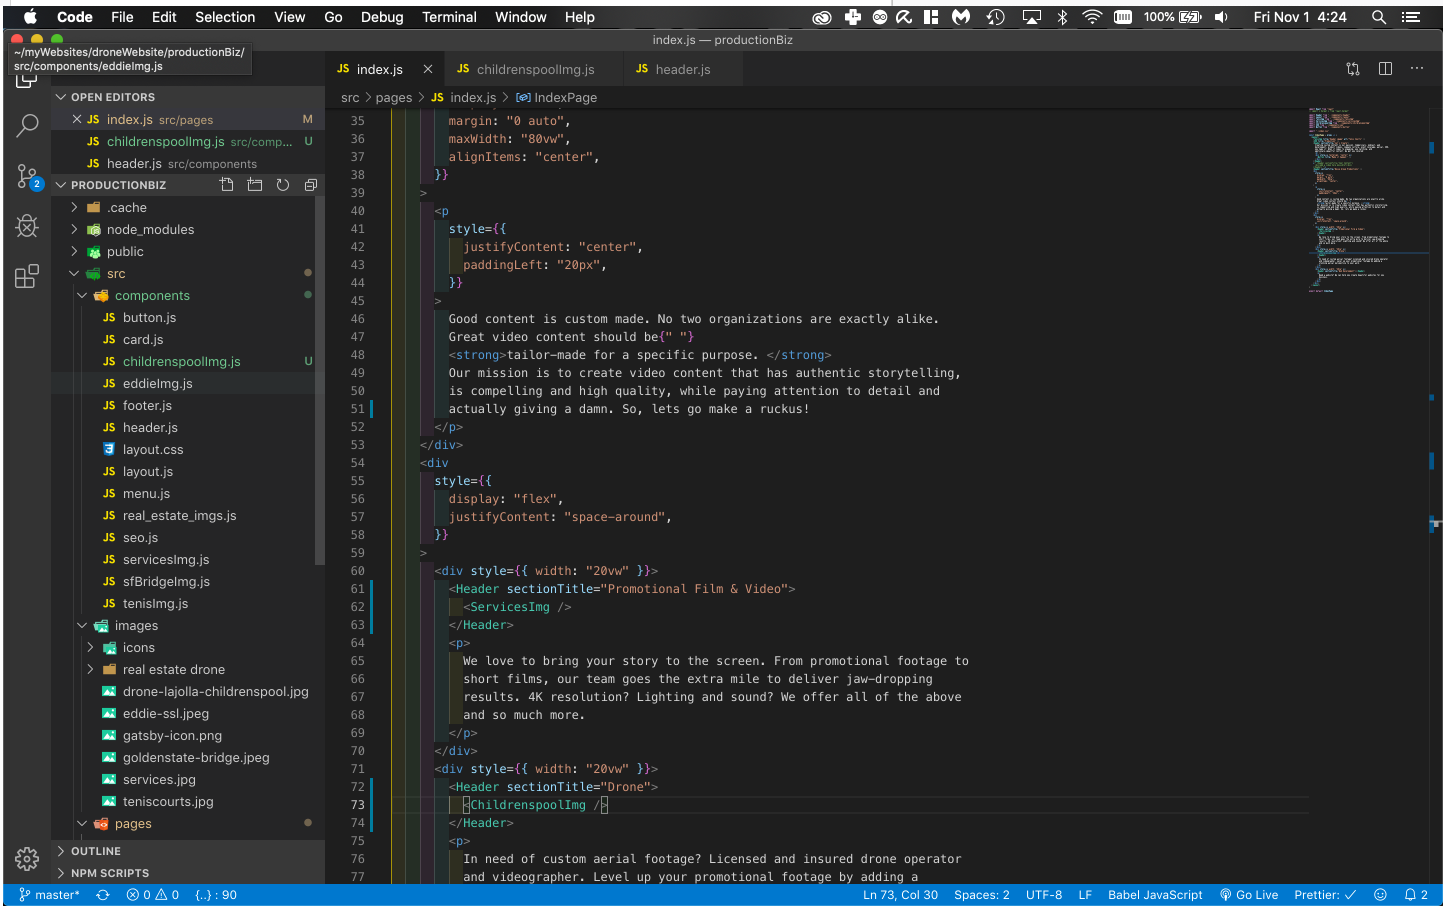 Code File Edit Selection View Go Debug Terminal Window Help 100% Fri Nov 1 4:24
index.js — productionBiz
~/myWebsites/droneWebsite/productionBiz/
src/components/eddieImg.js
JS index.js JS childrenspoolImg.js JS header.js
src > pages > JS index.js > IndexPage
OPEN EDITORS
JS index.js src/pages M
JS childrenspoolImg.js src/comp... U
JS header.js src/components
2
PRODUCTIONBIZ
.cache
node_modules
public
src
components
JS button.js
JS card.js
JS childrenspoolImg.js U
JS eddieImg.js
JS footer.js
JS header.js
layout.css
JS layout.js
JS menu.js
JS real_estate_imgs.js
JS seo.js
JS servicesImg.js
JS sfBridgeImg.js
JS tenisImg.js
images
icons
real estate drone
drone-lajolla-childrenspool.jpg
eddie-ssl.jpeg
gatsby-icon.png
goldenstate-bridge.jpeg
services.jpg
teniscourts.jpg
pages
OUTLINE
NPM SCRIPTS
35 margin: "0 auto",
36 maxWidth: "80vw",
37 alignItems: "center",
38 }}
39 >
40 <p
41 style={{
42 justifyContent: "center",
43 paddingLeft: "20px",
44 }}
45 >
46 Good content is custom made. No two organizations are exactly alike.
47 Great video content should be{" "}
48 <strong>tailor-made for a specific purpose. </strong>
49 Our mission is to create video content that has authentic storytelling,
50 is compelling and high quality, while paying attention to detail and
51 actually giving a damn. So, lets go make a ruckus!
52 </p>
53 </div>
54 <div
55 style={{
56 display: "flex",
57 justifyContent: "space-around",
58 }}
59 >
60 <div style={{ width: "20vw" }}>
61 <Header sectionTitle="Promotional Film & Video">
62 <ServicesImg />
63 </Header>
64 <p>
65 We love to bring your story to the screen. From promotional footage to
66 short films, our team goes the extra mile to deliver jaw-dropping
67 results. 4K resolution? Lighting and sound? We offer all of the above
68 and so much more.
69 </p>
70 </div>
71 <div style={{ width: "20vw" }}>
72 <Header sectionTitle="Drone">
73 <ChildrenspoolImg />
74 </Header>
75 <p>
76 In need of custom aerial footage? Licensed and insured drone operator
77 and videographer. Level up your promotional footage by adding a
master* 0 0 {..} : 90 Ln 73, Col 30 Spaces: 2 UTF-8 LF Babel JavaScript Go Live Prettier: ✓ 2